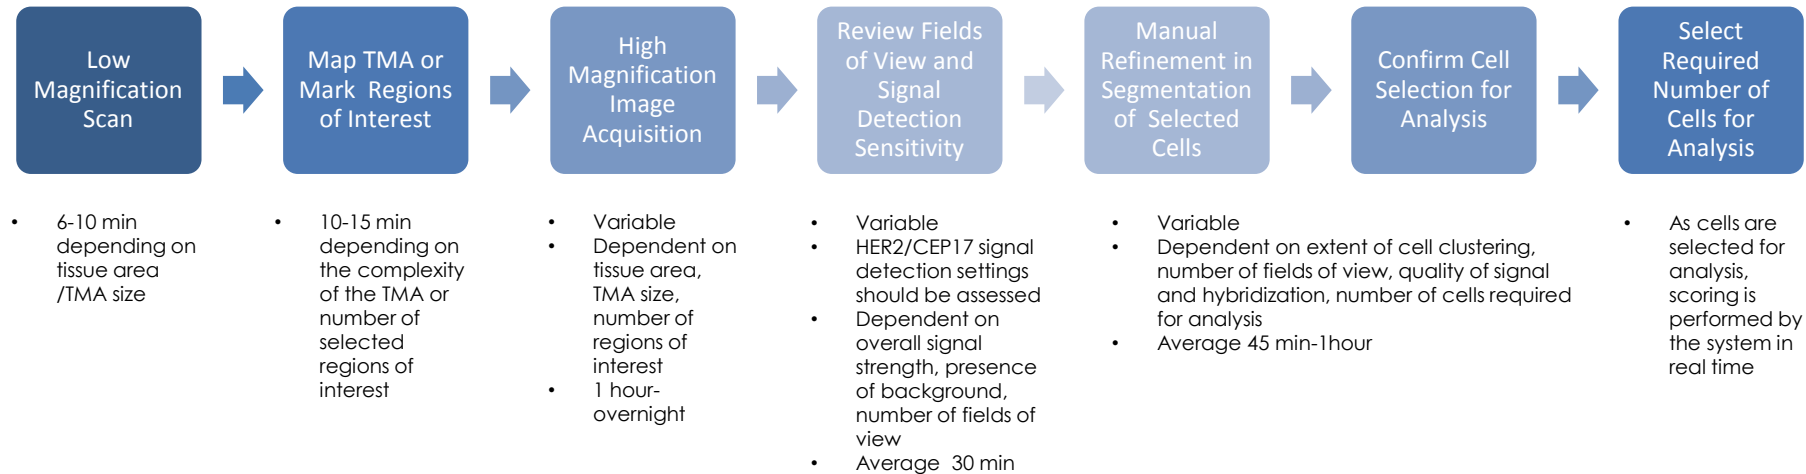 Low
Magnification
Scan
Map TMA or
Mark Regions
of Interest
High
Magnification
Image
Acquisition
Review Fields
of View and
Signal
Detection
Sensitivity
Manual
Refinement in
Segmentation
of Selected
Cells
Confirm Cell
Selection for
Analysis
Select
Required
Number of
Cells for
Analysis
• 6-10 min
depending on
tissue area
/TMA size
• 10-15 min
depending on
the complexity
of the TMA or
number of
selected
regions of
interest
• Variable
• Dependent on
tissue area,
TMA size,
number of
regions of
interest
• 1 hour-
overnight
• Variable
• HER2/CEP17 signal
detection settings
should be assessed
• Dependent on
overall signal
strength, presence
of background,
number of fields of
view
• Average 30 min
• Variable
• Dependent on extent of cell clustering,
number of fields of view, quality of signal
and hybridization, number of cells required
for analysis
• Average 45 min-1hour
• As cells are
selected for
analysis,
scoring is
performed by
the system in
real time